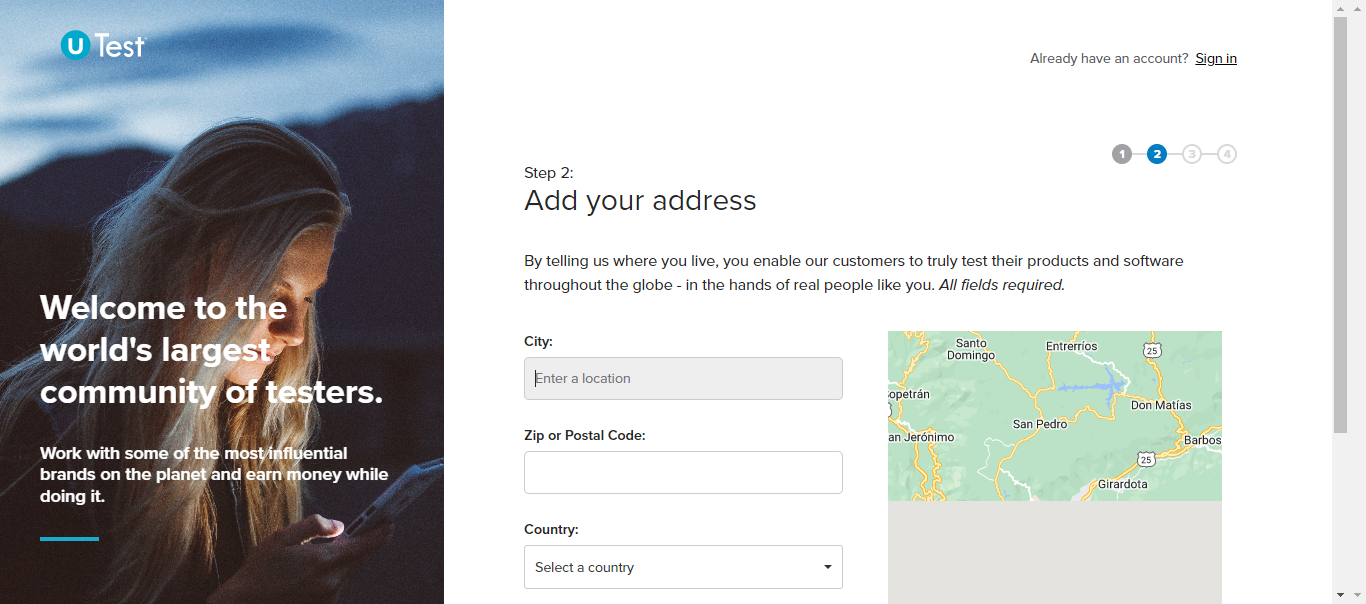 U Test
Already have an account? Sign in
1 2 3 4
Step 2:
Add your address
By telling us where you live, you enable our customers to truly test their products and software
throughout the globe - in the hands of real people like you. All fields required.
Welcome to the
world's largest
community of testers.
Work with some of the most influential
brands on the planet and earn money while
doing it.
City:
Enter a location
Zip or Postal Code:
Country:
Select a country
Santo
Domingo
Entrerríos
25
opetrán
Don Matías
San Pedro
an Jerónimo
Barbos
25
Girardota